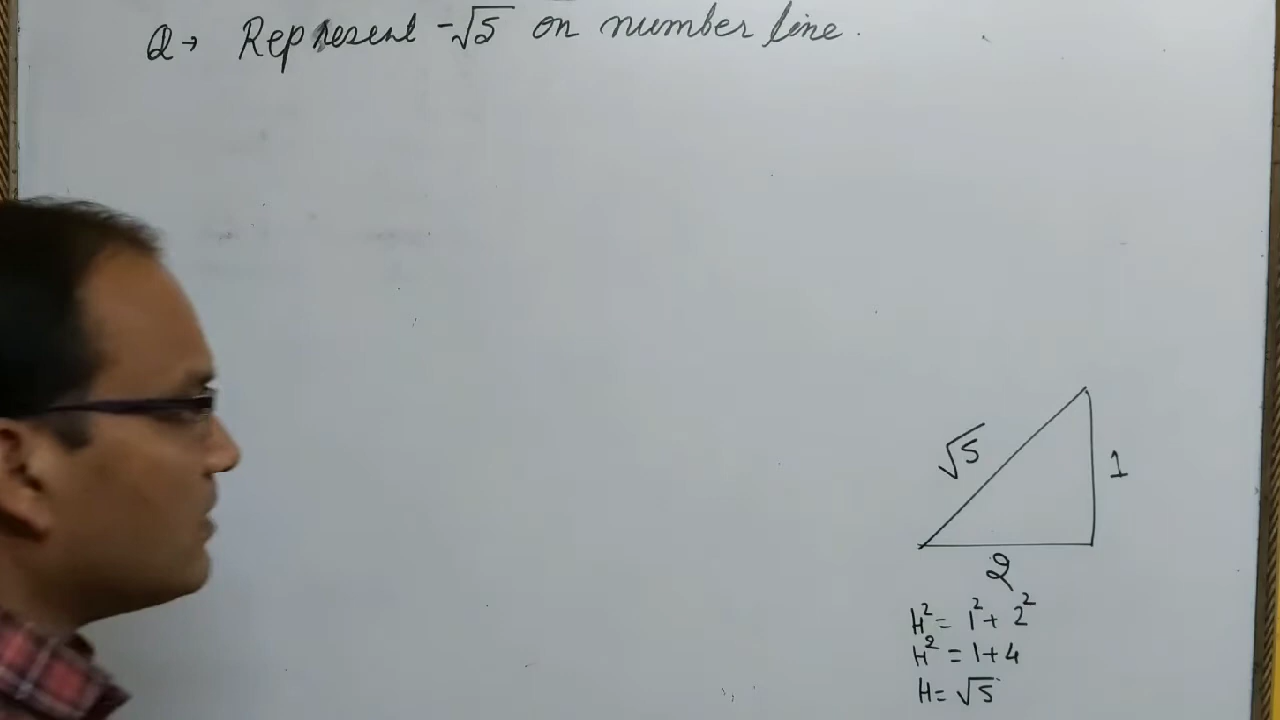 Q→ Represent -√5 on number line.
√5
1
2
H² = 1² + 2²
H² = 1+4
H = √5